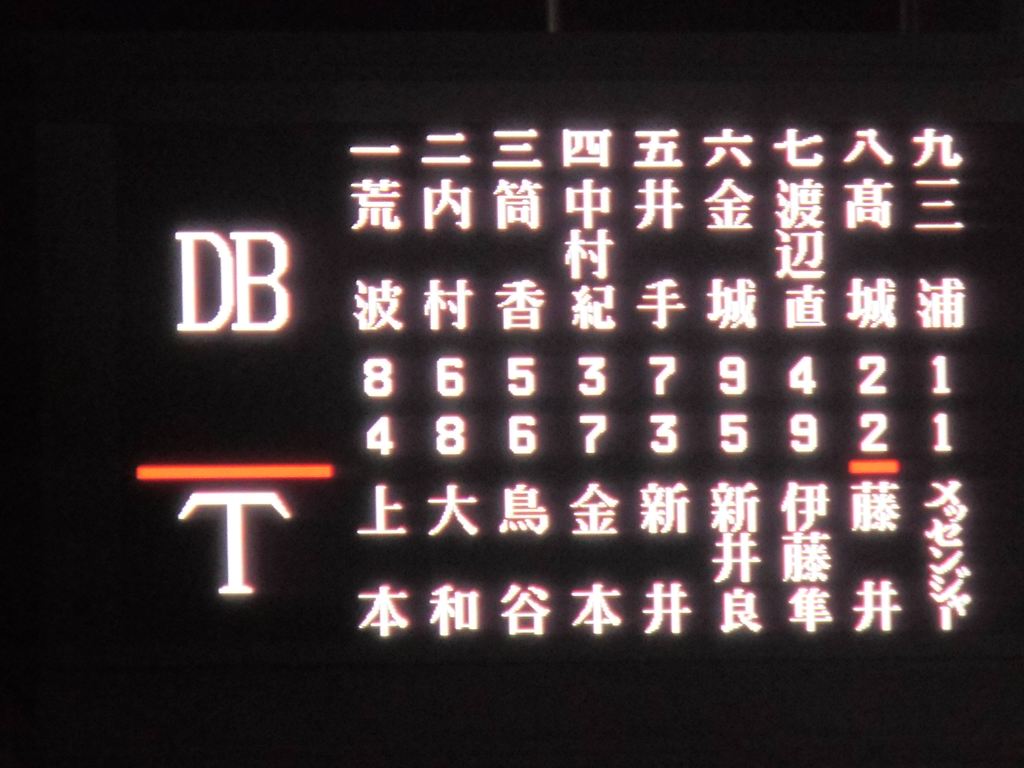 DB
一 二 三 四 五 六 七 八 九
荒波 内村 筒香 中村紀 井手 金城 渡辺直 髙城 三浦
8 6 5 3 7 9 4 2 1
4 8 6 7 3 5 9 2 1
T
上本 大和 鳥谷 金本 新井 新井良 伊藤隼 藤井 メッセンジャー